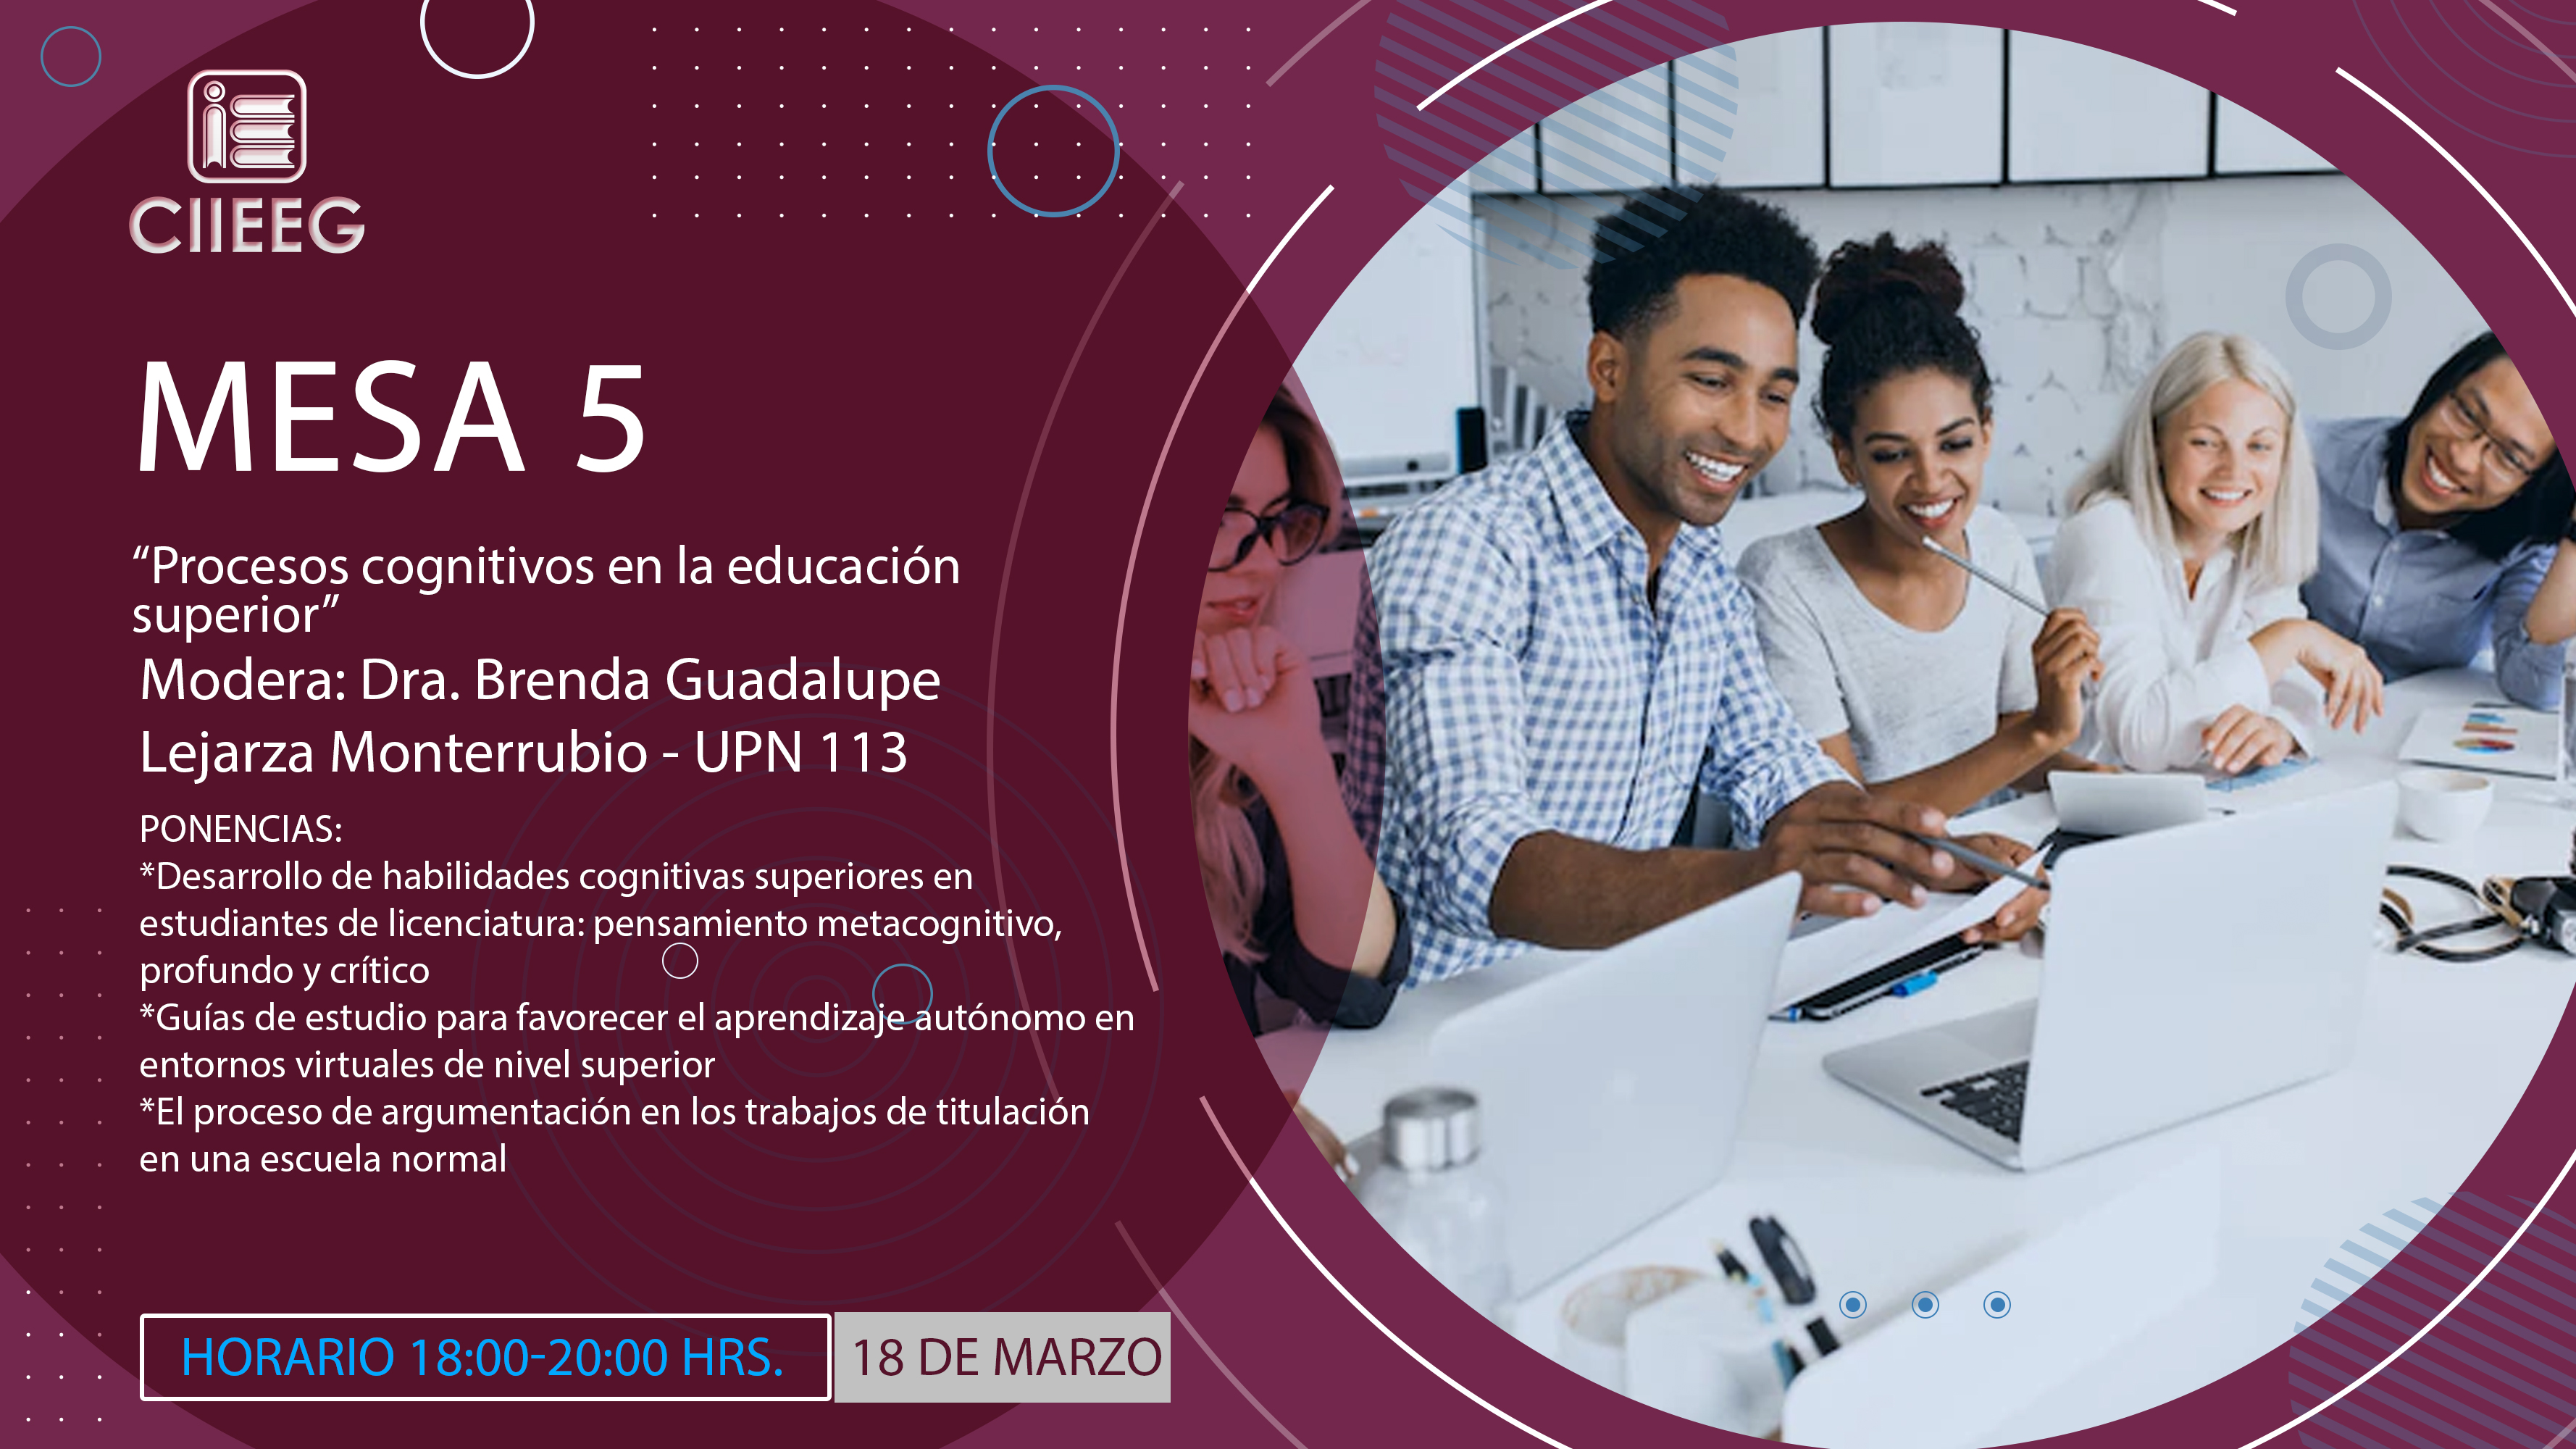 CIIEEG
MESA 5
“Procesos cognitivos en la educación
superior”
Modera: Dra. Brenda Guadalupe
Lejarza Monterrubio - UPN 113
PONENCIAS:
*Desarrollo de habilidades cognitivas superiores en
estudiantes de licenciatura: pensamiento metacognitivo,
profundo y crítico
*Guías de estudio para favorecer el aprendizaje autónomo en
entornos virtuales de nivel superior
*El proceso de argumentación en los trabajos de titulación
en una escuela normal
HORARIO 18:00-20:00 HRS.
18 DE MARZO